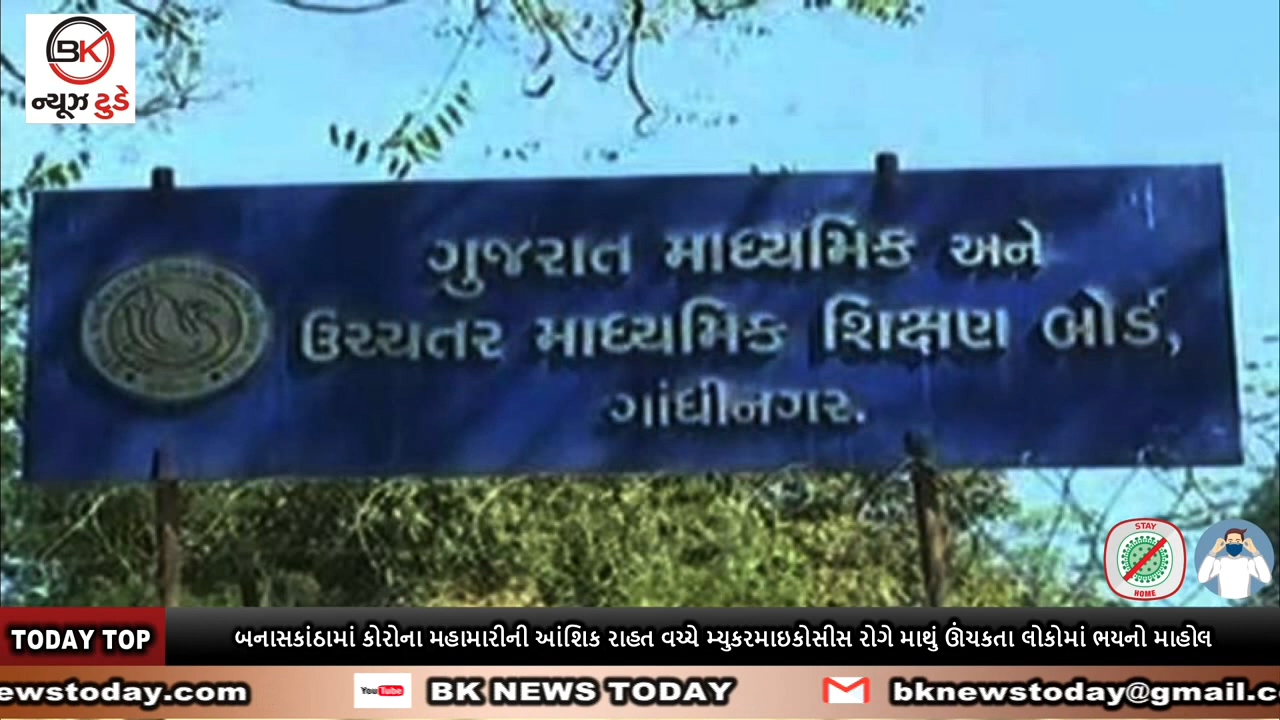 BK
ન્યૂઝ ટુડે
ગુજરાત માધ્યમિક અને
ઉચ્ચતર માધ્યમિક શિક્ષણ બોર્ડ,
ગાંધીનગર.
STAY
HOME
TODAY TOP
બનાસકાંઠામાં કોરોના મહામારીની આંશિક રાહત વચ્ચે મ્યુકરમાઇકોસીસ રોગે માથું ઊંચકતા લોકોમાં ભયનો માહોલ
ewstoday.com YouTube BK NEWS TODAY bknewstoday@gmail.c